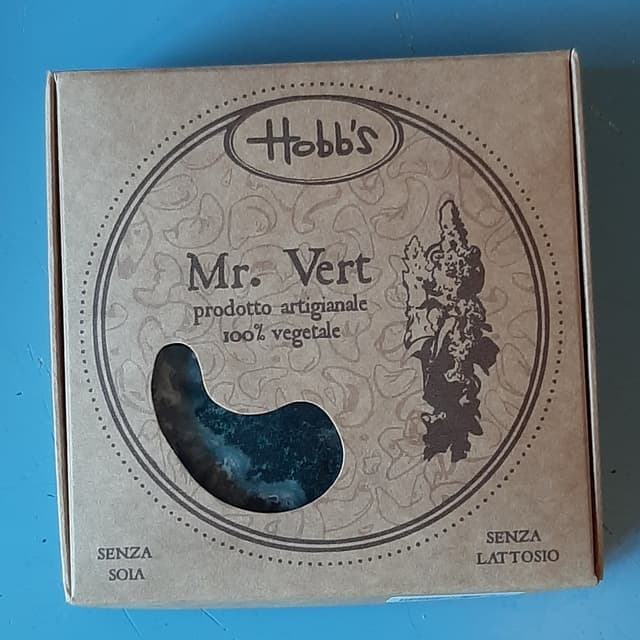 Hobb's
Mr. Vert
prodotto artigianale
100% vegetale
SENZA
SOIA
SENZA
LATTOSIO